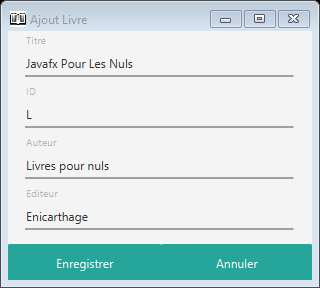 Ajout Livre
Titre
Javafx Pour Les Nuls
ID
L
Auteur
Livres pour nuls
Editeur
Enicarthage
Enregistrer
Annuler